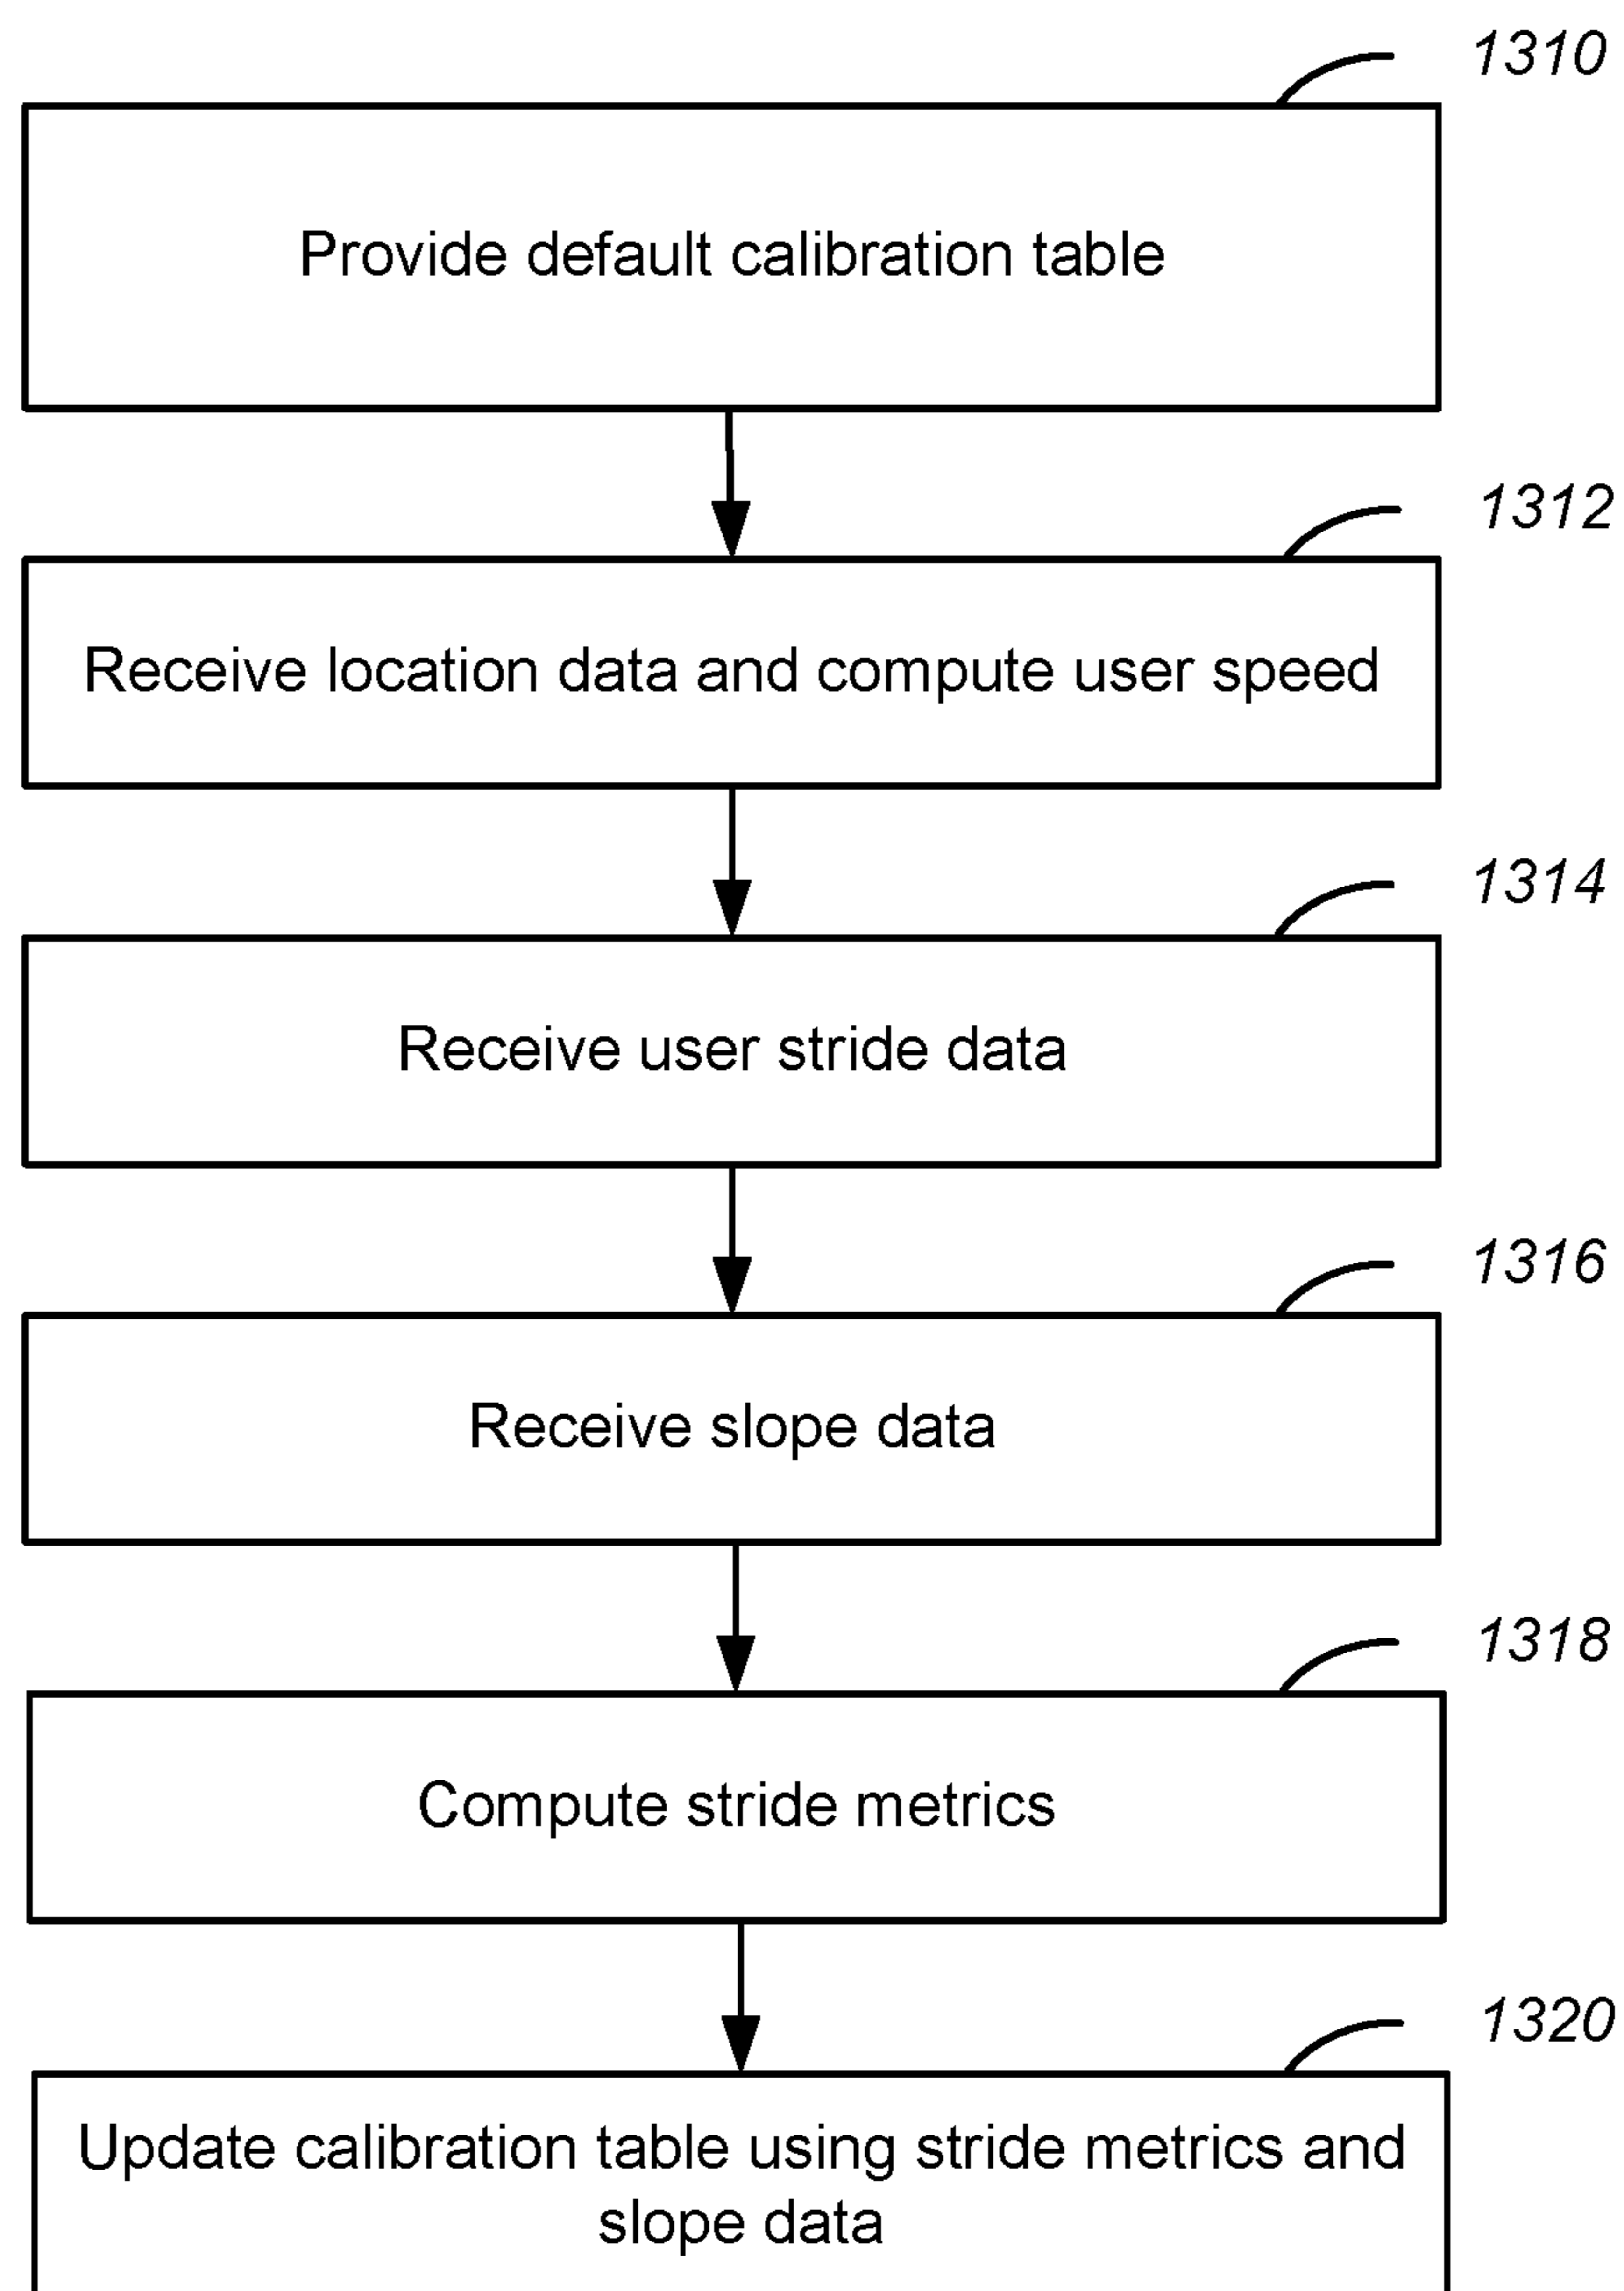 1310
Provide default calibration table
1312
Receive location data and compute user speed
1314
Receive user stride data
1316
Receive slope data
1318
Compute stride metrics
1320
Update calibration table using stride metrics and
slope data